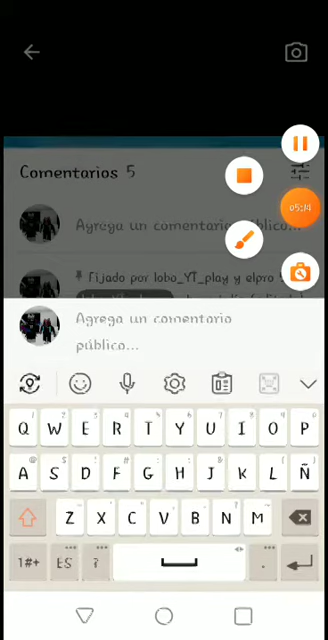 Comentarios 5
05:14
Agrega un comentario público...
Fijado por lobo_YT_play y elpro
Agrega un comentario
público...
Q W E R T Y U I O P
A S D F G H J K L Ñ
Z X C V B N M
1#+ ES ? .